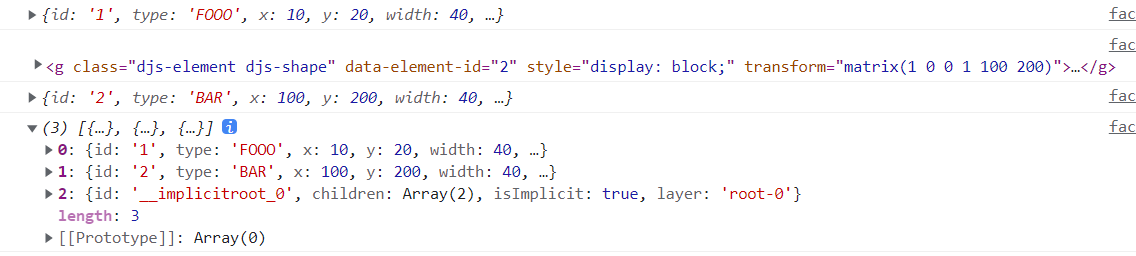 {id: '1', type: 'FOOO', x: 10, y: 20, width: 40, …} fac
fac
<g class="djs-element djs-shape" data-element-id="2" style="display: block;" transform="matrix(1 0 0 1 100 200)">…</g>
{id: '2', type: 'BAR', x: 100, y: 200, width: 40, …} fac
(3) [{…}, {…}, {…}] i fac
0: {id: '1', type: 'FOOO', x: 10, y: 20, width: 40, …}
1: {id: '2', type: 'BAR', x: 100, y: 200, width: 40, …}
2: {id: '__implicitroot_0', children: Array(2), isImplicit: true, layer: 'root-0'}
length: 3
[[Prototype]]: Array(0)